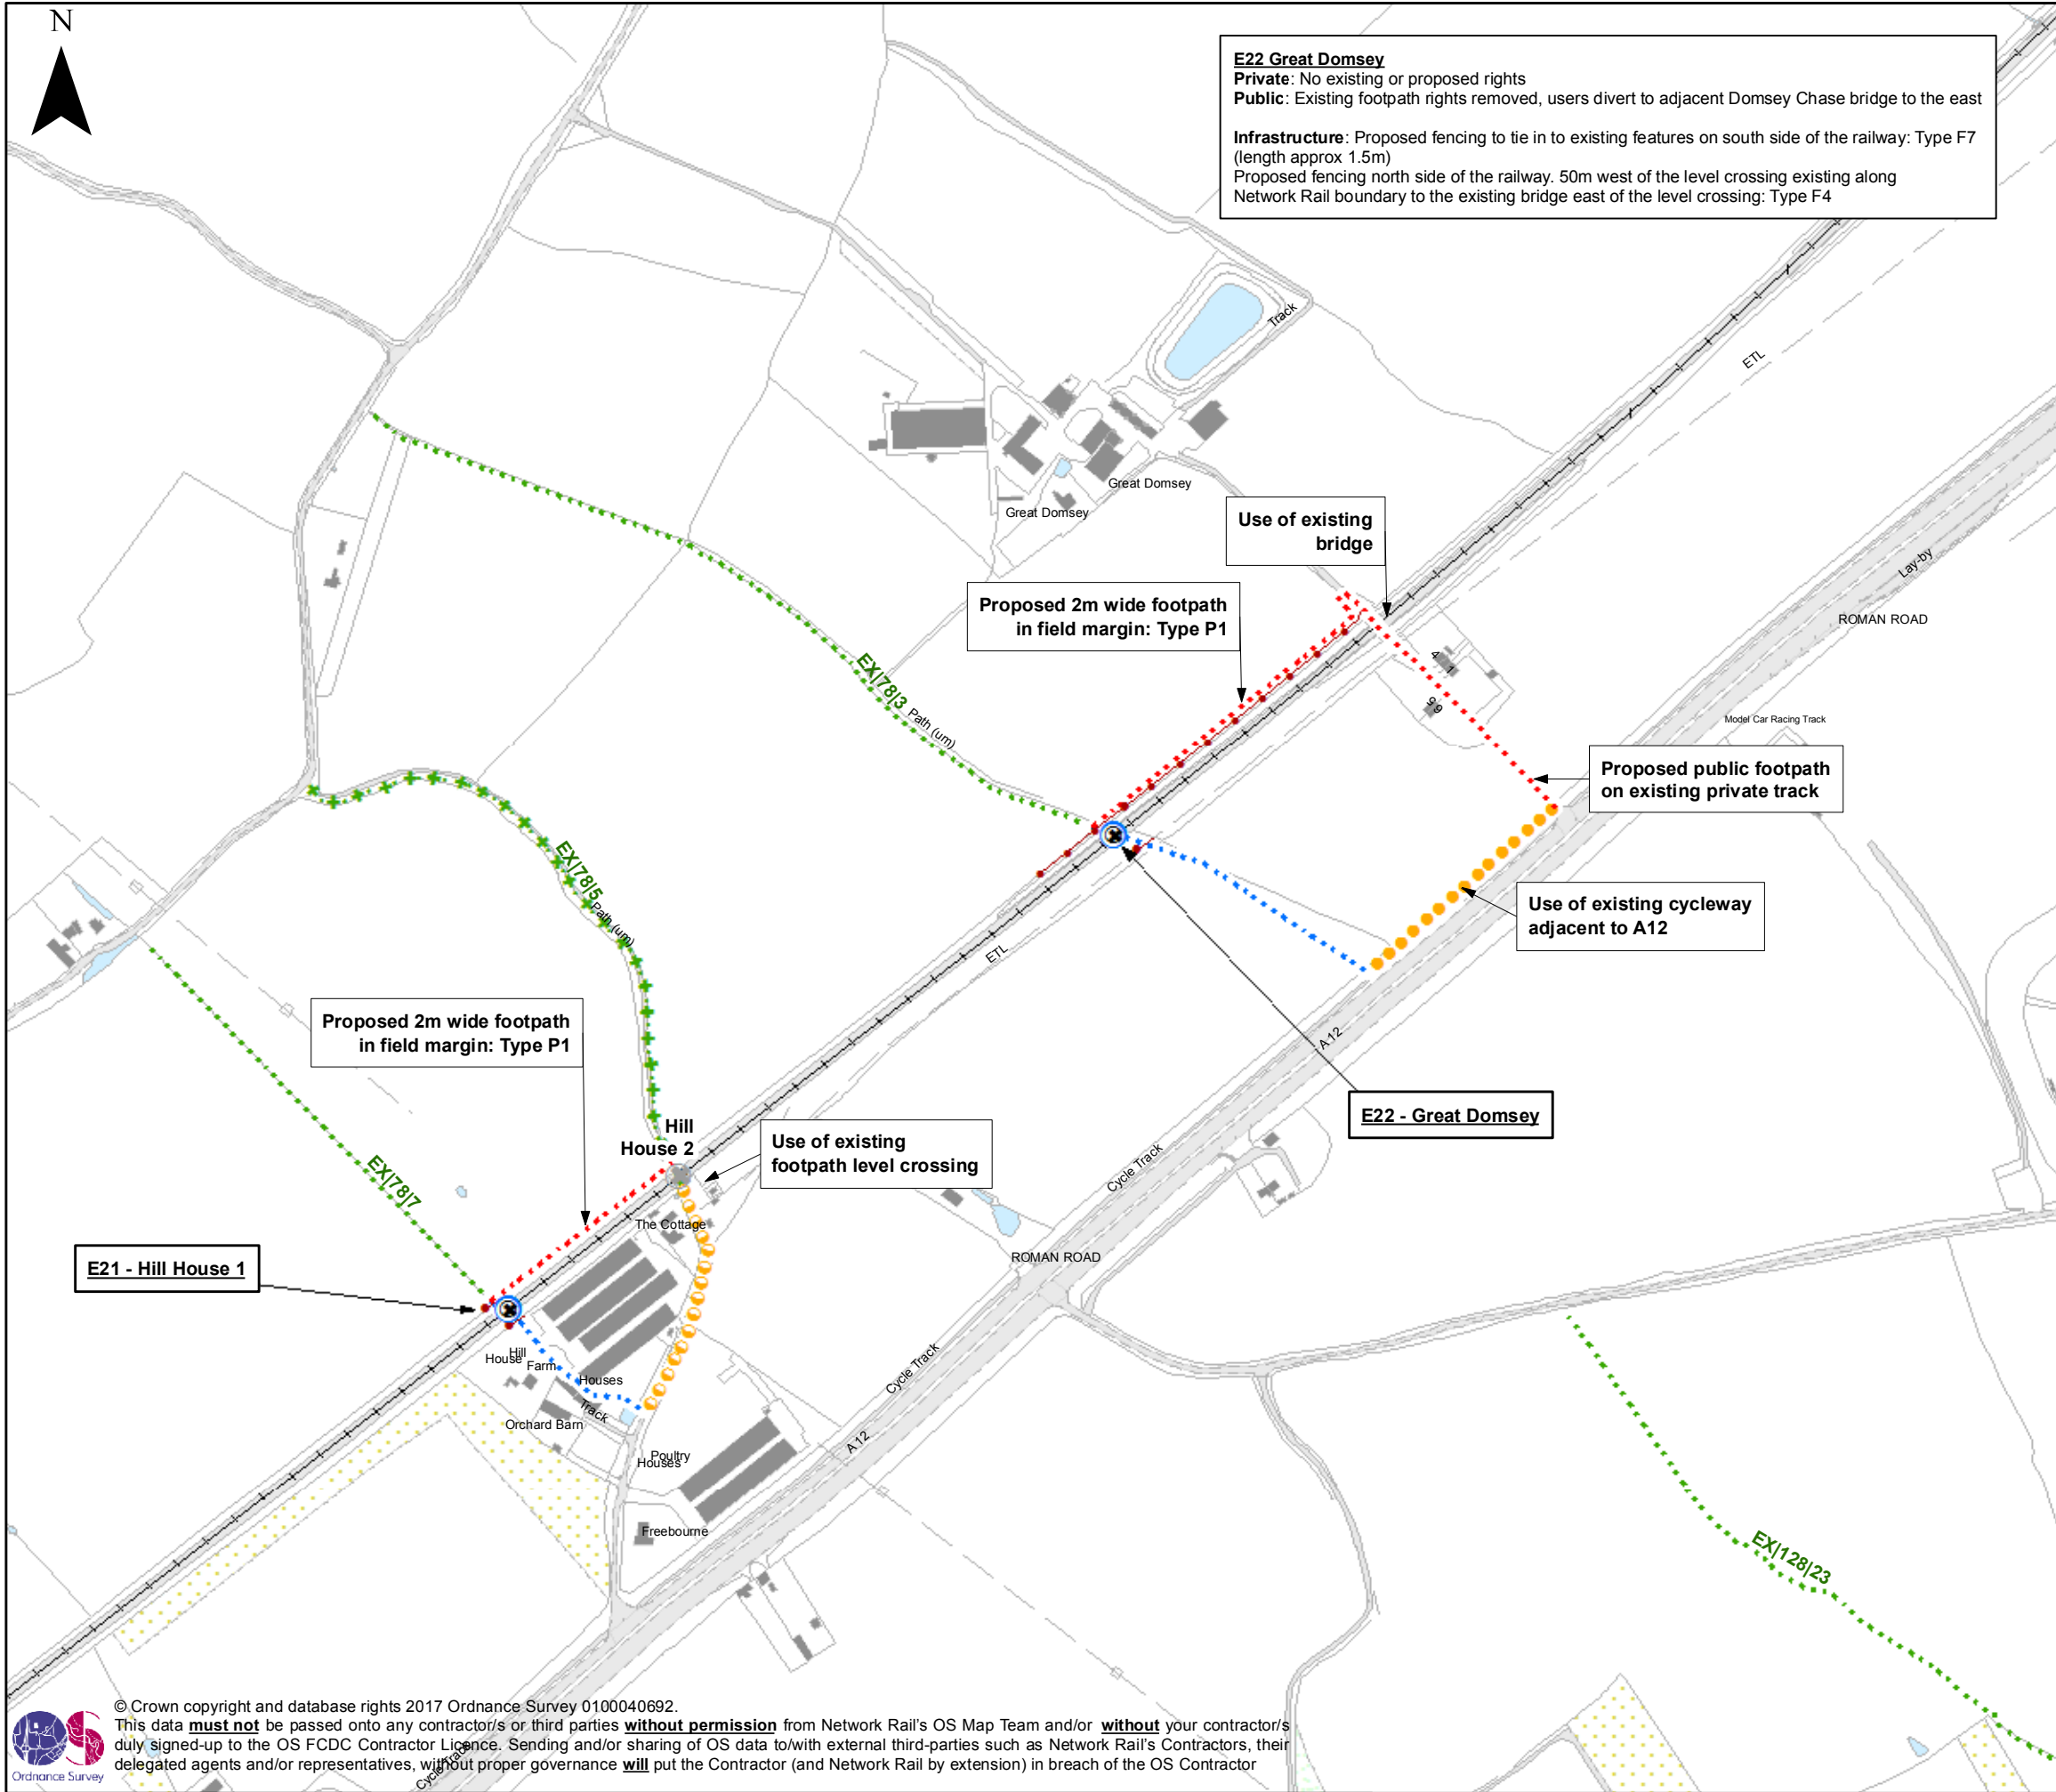 N
E22 Great Domsey
Private: No existing or proposed rights
Public: Existing footpath rights removed, users divert to adjacent Domsey Chase bridge to the east
Infrastructure: Proposed fencing to tie in to existing features on south side of the railway: Type F7
(length approx 1.5m)
Proposed fencing north side of the railway. 50m west of the level crossing existing along
Network Rail boundary to the existing bridge east of the level crossing: Type F4
Track
ETL
Great Domsey
Great Domsey
Use of existing
bridge
Lay-by
Proposed 2m wide footpath
in field margin: Type P1
ROMAN ROAD
4
1
5
6
EX|78|3
Path (um)
Model Car Racing Track
Proposed public footpath
on existing private track
EX|78|5
Path (um)
Use of existing cycleway
adjacent to A12
ETL
Proposed 2m wide footpath
in field margin: Type P1
A12
E22 - Great Domsey
Hill
House 2
Use of existing
footpath level crossing
Cycle Track
EX|78|7
The Cottage
ROMAN ROAD
E21 - Hill House 1
Hill
House
Farm
Houses
Cycle Track
Track
Orchard Barn
A12
Poultry
Houses
Freebourne
EX|128|23
© Crown copyright and database rights 2017 Ordnance Survey 0100040692.
This data must not be passed onto any contractor/s or third parties without permission from Network Rail's OS Map Team and/or without your contractor/s
duly signed-up to the OS FCDC Contractor Licence. Sending and/or sharing of OS data to/with external third-parties such as Network Rail's Contractors, their
delegated agents and/or representatives, without proper governance will put the Contractor (and Network Rail by extension) in breach of the OS Contractor
Cycle Track
Ordnance Survey